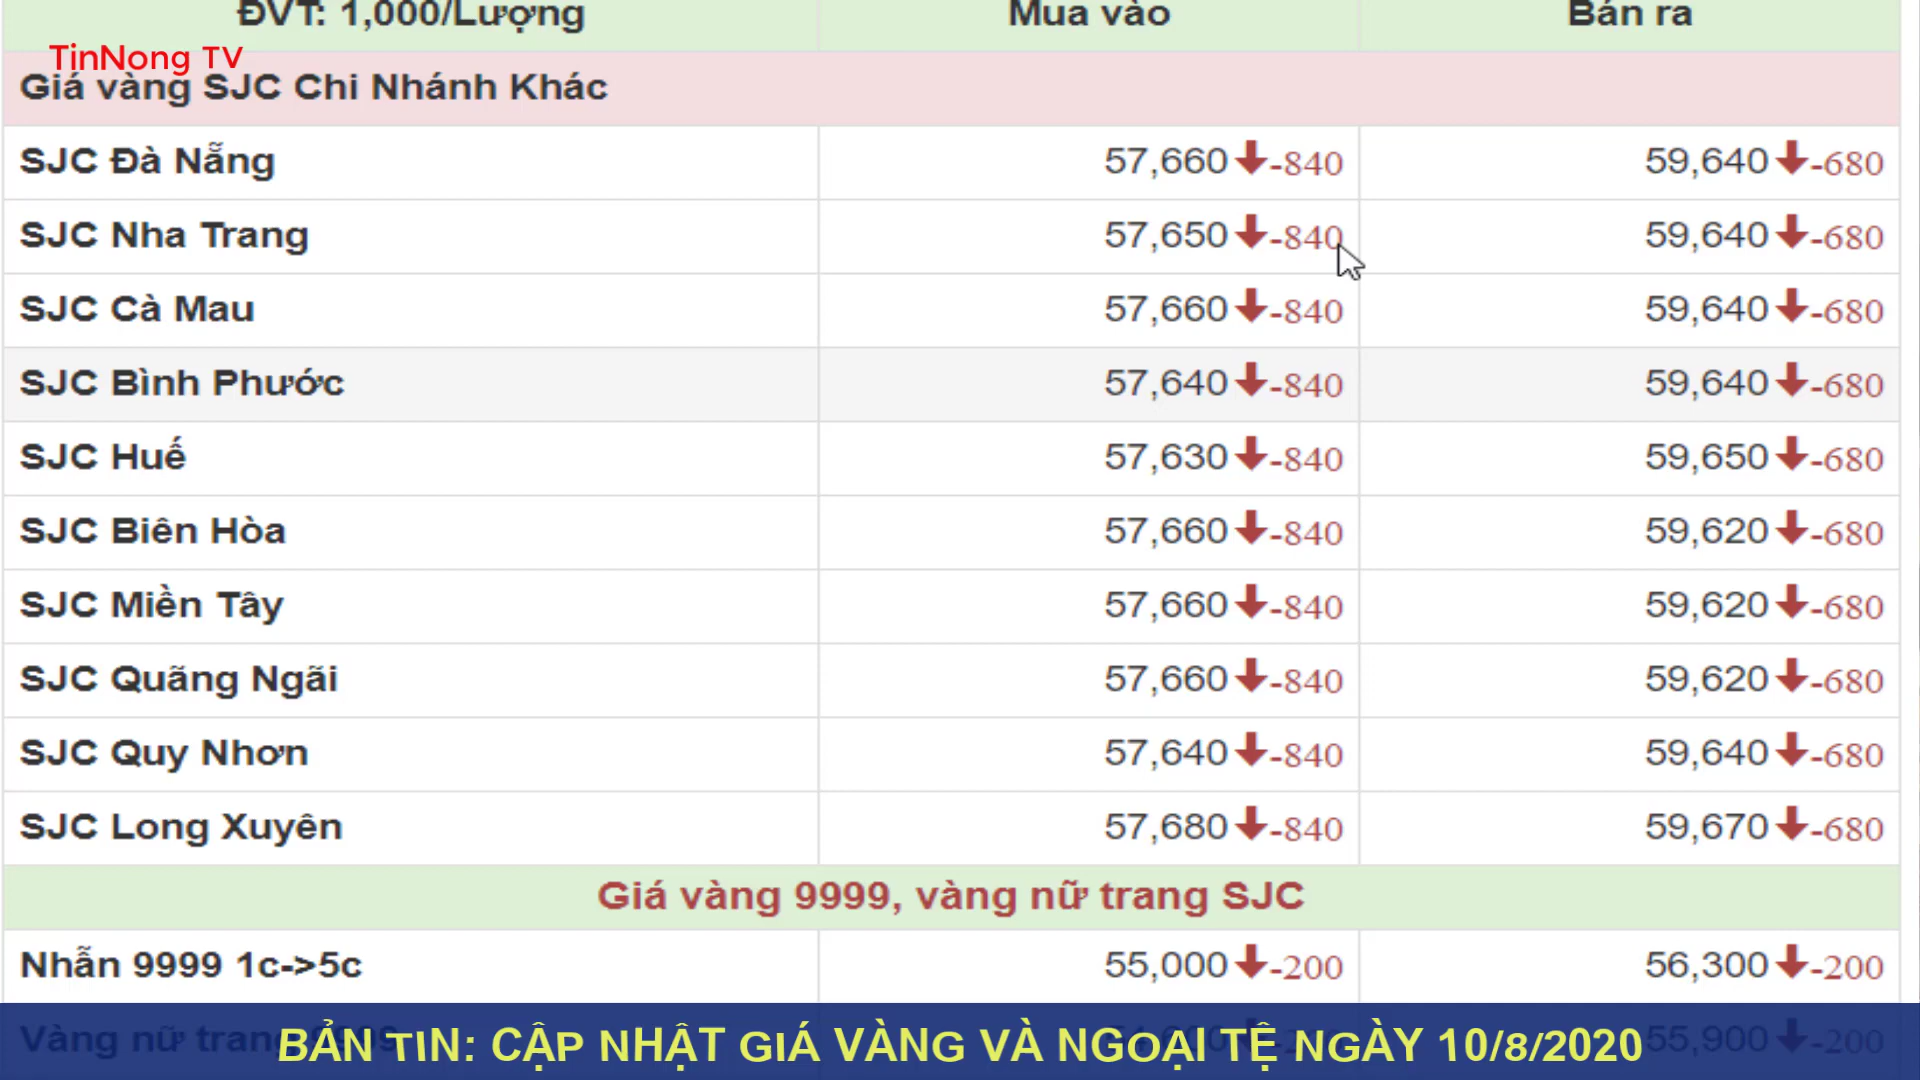 ĐVT: 1,000/Lượng Mua vào Bán ra
TinNong TV
Giá vàng SJC Chi Nhánh Khác
SJC Đà Nẵng 57,660 -840 59,640 -680
SJC Nha Trang 57,650 -840 59,640 -680
SJC Cà Mau 57,660 -840 59,640 -680
SJC Bình Phước 57,640 -840 59,640 -680
SJC Huế 57,630 -840 59,650 -680
SJC Biên Hòa 57,660 -840 59,620 -680
SJC Miền Tây 57,660 -840 59,620 -680
SJC Quãng Ngãi 57,660 -840 59,620 -680
SJC Quy Nhơn 57,640 -840 59,640 -680
SJC Long Xuyên 57,680 -840 59,670 -680
Giá vàng 9999, vàng nữ trang SJC
Nhẫn 9999 1c->5c 55,000 -200 56,300 -200
Vàng nữ trang 55,900 -200
BẢN TIN: CẬP NHẬT GIÁ VÀNG VÀ NGOẠI TỆ NGÀY 10/8/2020